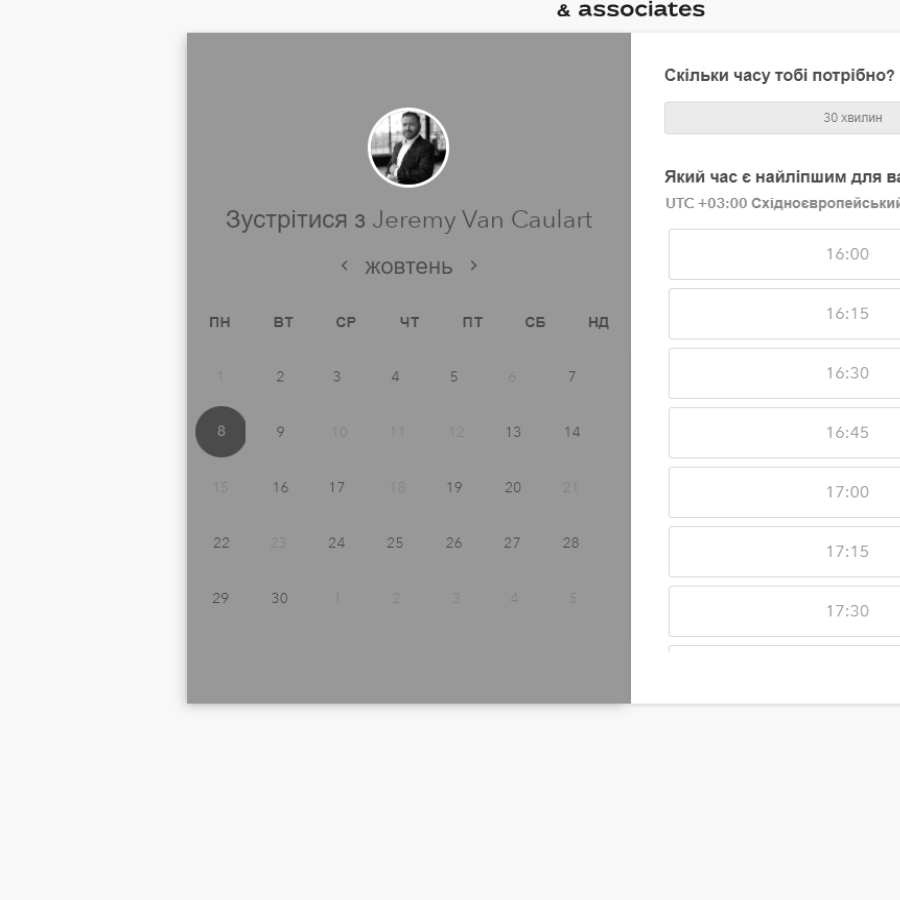 & associates
Зустрітися з Jeremy Van Caulart
< жовтень >
ПН ВТ СР ЧТ ПТ СБ НД
1 2 3 4 5 6 7
8 9 10 11 12 13 14
15 16 17 18 19 20 21
22 23 24 25 26 27 28
29 30 1 2 3 4 5
Скільки часу тобі потрібно?
30 хвилин
Який час є найліпшим для
UTC +03:00 Східноєвропейський
16:00
16:15
16:30
16:45
17:00
17:15
17:30